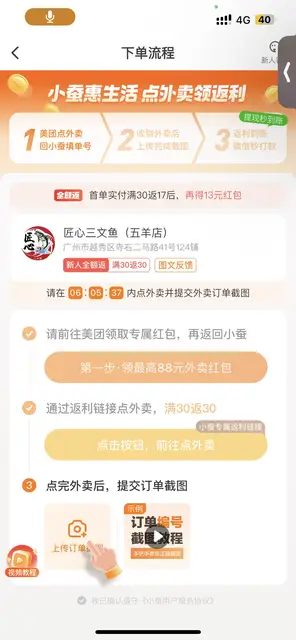 4G 40
下单流程
小蚕惠生活 点外卖领返利
提现秒到账
1 美团点外卖
回小蚕填单号
2 收取外卖后
上传完成截图
3 返利到账
微信秒打款
全额返 首单实付满30返17后，再得13元红包
匠心三文鱼（五羊店）
广州市越秀区寺右二马路41号124铺
新人全额返 满30返30 图文反馈
请在 06:05:37 内点外卖并提交外卖订单截图
请前往美团领取专属红包，再返回小蚕
第一步·领最高88元外卖红包
通过返利链接点外卖，满30返30
小蚕专属返利链接
点击按钮，前往点外卖
3 点完外卖后，提交订单截图
上传订单截图
示例
订单编号
截图教程
视频教程
我已确认遵守《小蚕用户服务协议》